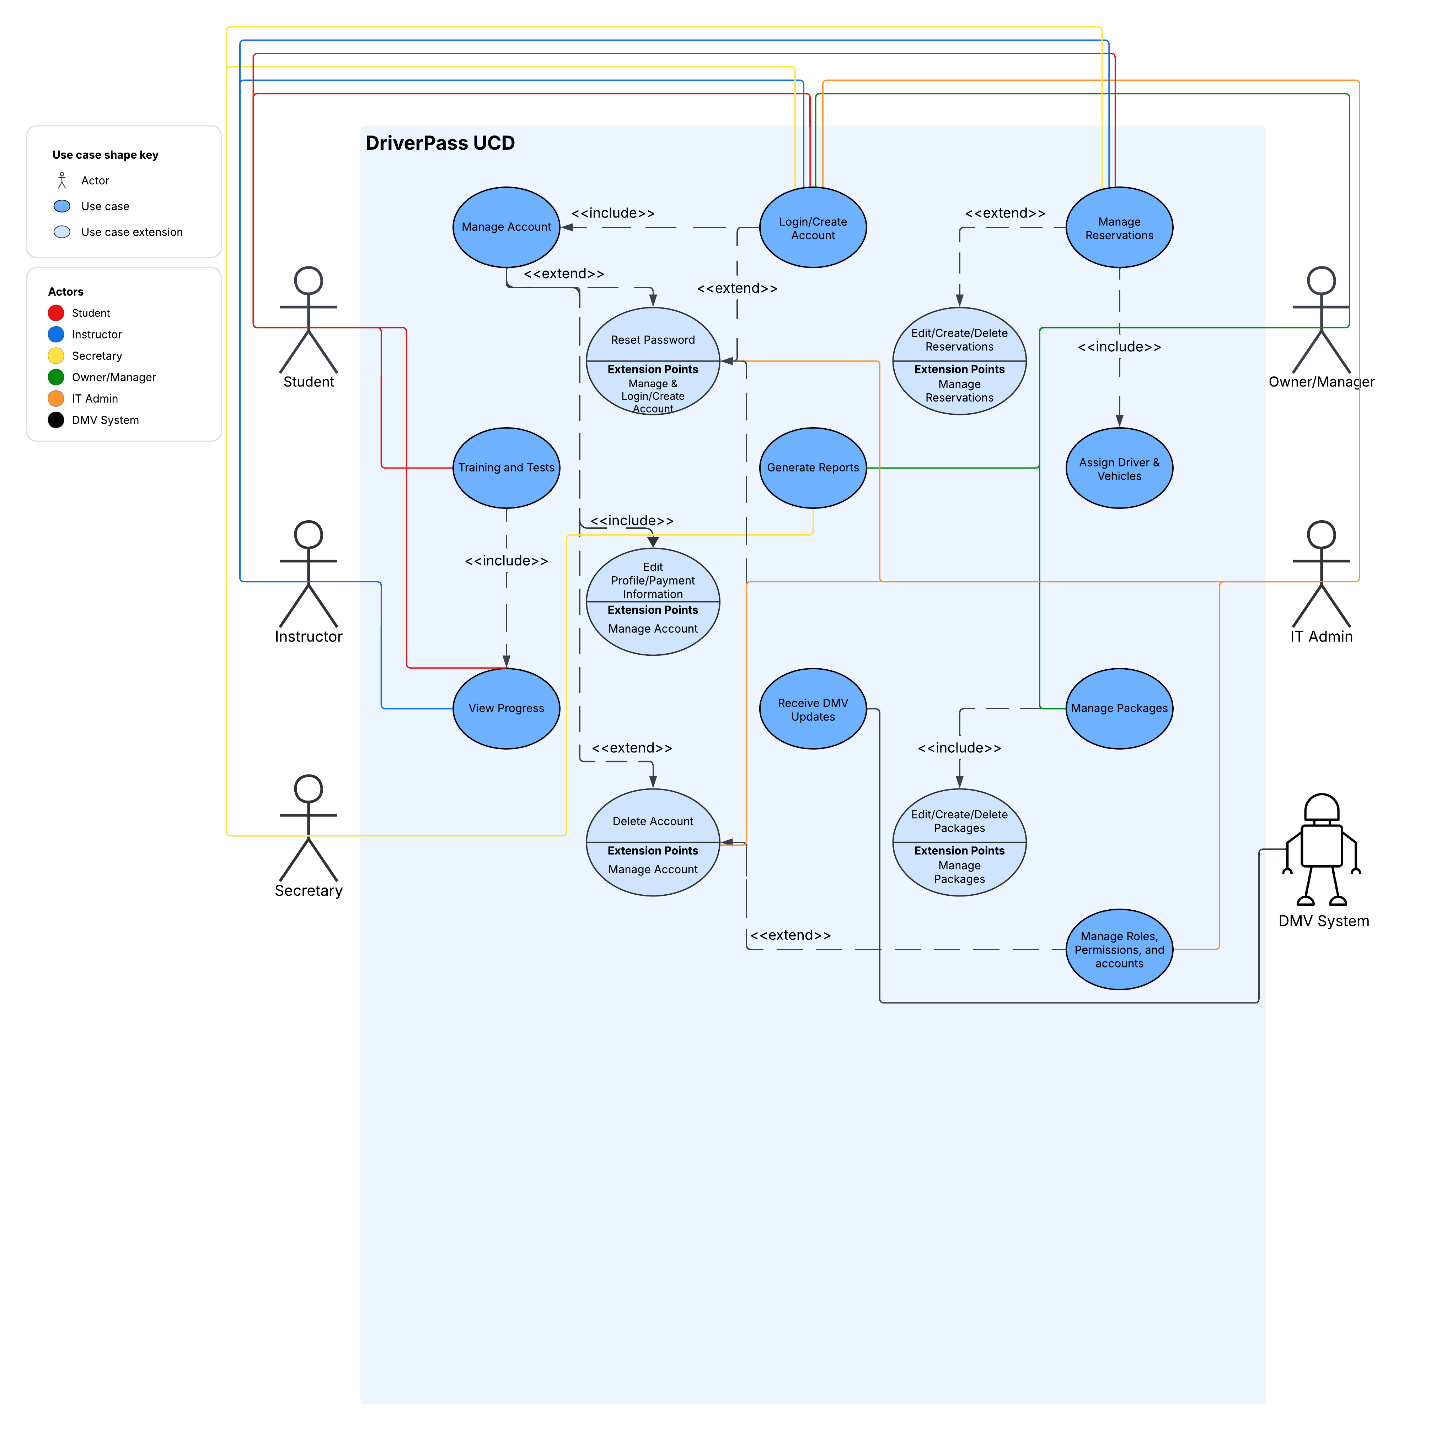 DriverPass UCD
Use case shape key
Actor
Use case
Use case extension
Actors
Student
Instructor
Secretary
Owner/Manager
IT Admin
DMV System
Student
Instructor
Secretary
Owner/Manager
IT Admin
DMV System
Manage Account
<<include>>
Login/Create
Account
<<extend>>
Manage
Reservations
<<extend>>
<<extend>>
Reset Password
Extension Points
Manage &
Login/Create
Account
Edit/Create/Delete
Reservations
Extension Points
Manage
Reservations
<<include>>
Training and Tests
Generate Reports
Assign Driver &
Vehicles
<<include>>
<<include>>
Edit
Profile/Payment
Information
Extension Points
Manage Account
View Progress
Receive DMV
Updates
Manage Packages
<<extend>>
<<include>>
Delete Account
Extension Points
Manage Account
Edit/Create/Delete
Packages
Extension Points
Manage
Packages
<<extend>>
Manage Roles,
Permissions, and
accounts